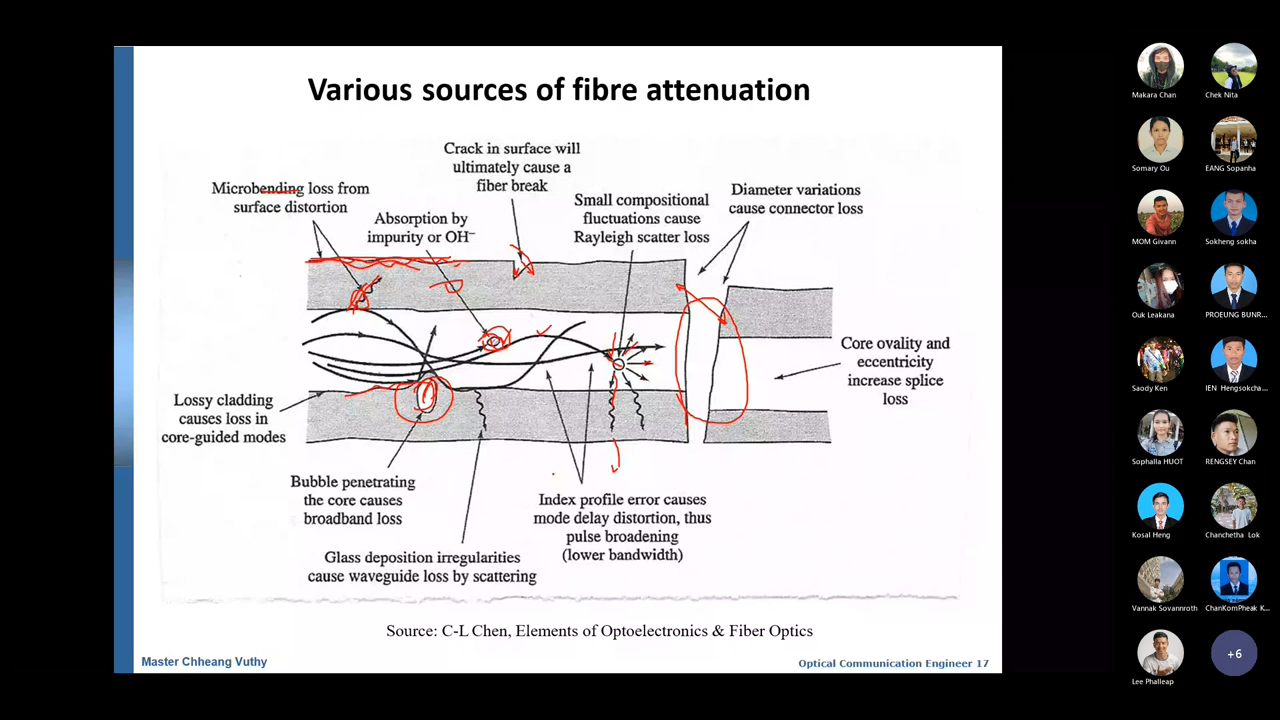 Various sources of fibre attenuation
Crack in surface will
ultimately cause a
fiber break
Microbending loss from
surface distortion
Absorption by
impurity or OH⁻
Small compositional
fluctuations cause
Rayleigh scatter loss
Diameter variations
cause connector loss
Core ovality and
eccentricity
increase splice
loss
Lossy cladding
causes loss in
core-guided modes
Bubble penetrating
the core causes
broadband loss
Index profile error causes
mode delay distortion, thus
pulse broadening
(lower bandwidth)
Glass deposition irregularities
cause waveguide loss by scattering
Source: C-L Chen, Elements of Optoelectronics & Fiber Optics
Master Chheang Vuthy
Optical Communication Engineer 17
Makara Chan
Chek Nita
Somary Ou
EANG Sopanha
MOM Givann
Sokheng sokha
Ouk Leakana
PROEUNG BUNR...
Saody Ken
IEN Hengsokcha...
Sophalla HUOT
RENGSEY Chan
Kosal Heng
Chanchetha Lok
Vannak Sovannroth
ChanKomPheak K...
Lee Phalleap
+6